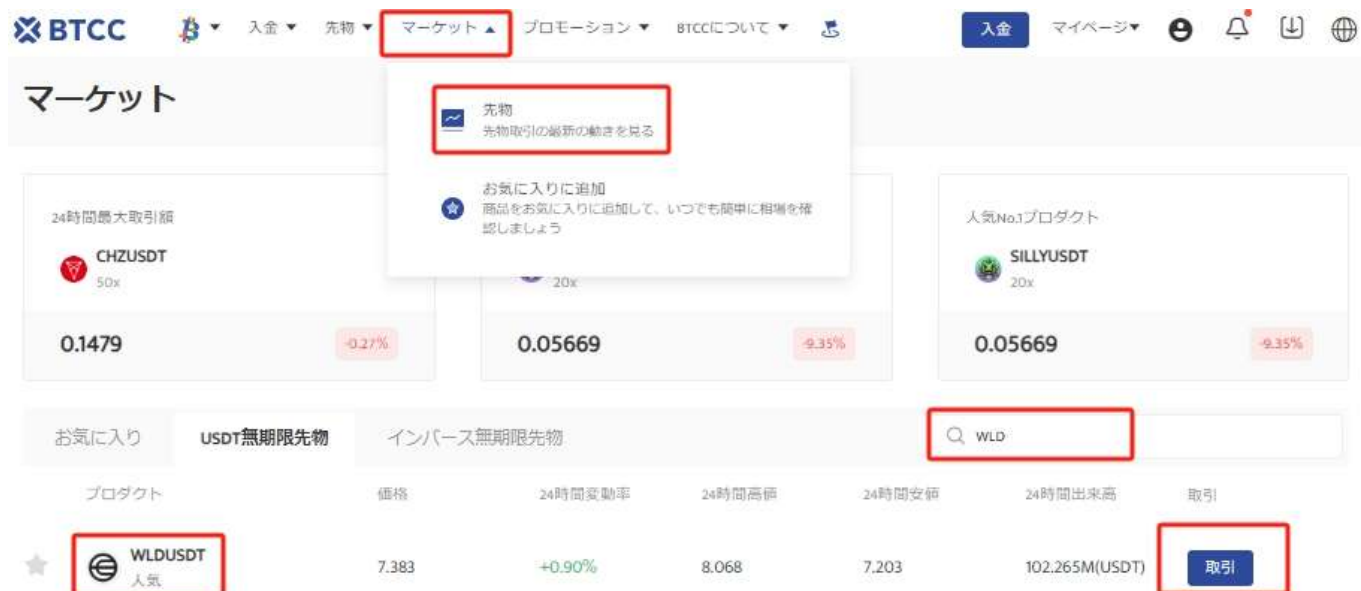 BTCC
入金 ▼
先物 ▼
マーケット ▲
プロモーション ▼
BTCCについて ▼
入金
マイページ▼
マーケット
先物
先物取引の最新の動きを見る
お気に入りに追加
商品をお気に入りに追加して、いつでも簡単に相場を確
認しましょう
24時間最大取引額
CHZUSDT
50x
0.1479
-0.27%
20x
0.05669
-9.35%
人気No.1プロダクト
SILLYUSDT
20x
0.05669
-9.35%
お気に入り
USDT無期限先物
インバース無期限先物
WLD
プロダクト
価格
24時間変動率
24時間高値
24時間安値
24時間出来高
取引
WLDUSDT
人気
7.383
+0.90%
8.068
7.203
102.265M(USDT)
取引